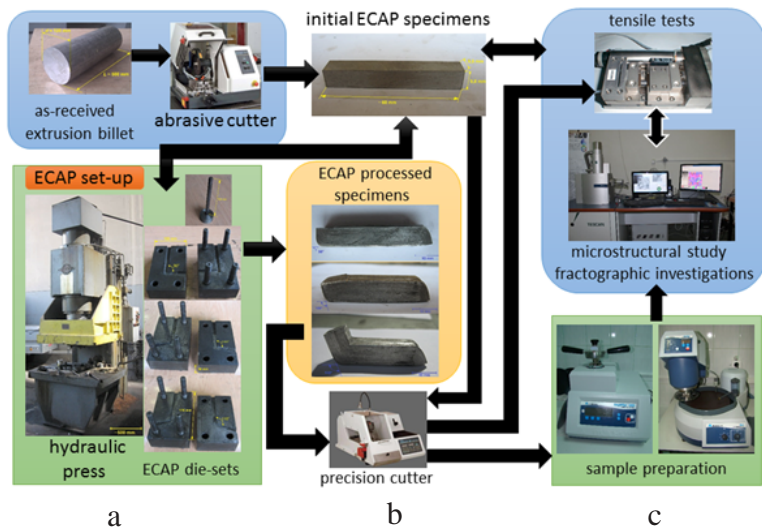 initial ECAP specimens
tensile tests
as-received
extrusion billet
abrasive cutter
ECAP set-up
ECAP processed
specimens
microstructural study
fractographic investigations
hydraulic
press
ECAP die-sets
precision cutter
sample preparation
a
b
c